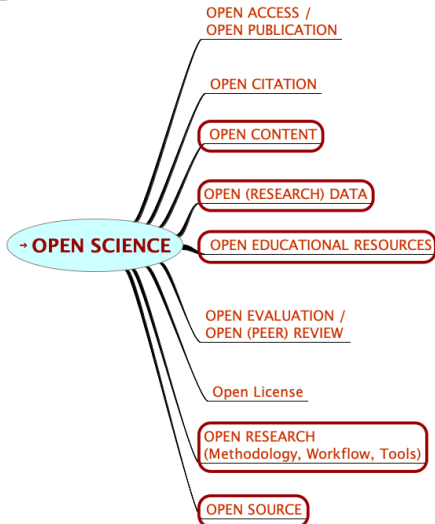 OPEN ACCESS /
OPEN PUBLICATION
OPEN CITATION
OPEN CONTENT
OPEN (RESEARCH) DATA
→ OPEN SCIENCE
OPEN EDUCATIONAL RESOURCES
OPEN EVALUATION /
OPEN (PEER) REVIEW
Open License
OPEN RESEARCH
(Methodology, Workflow, Tools)
OPEN SOURCE